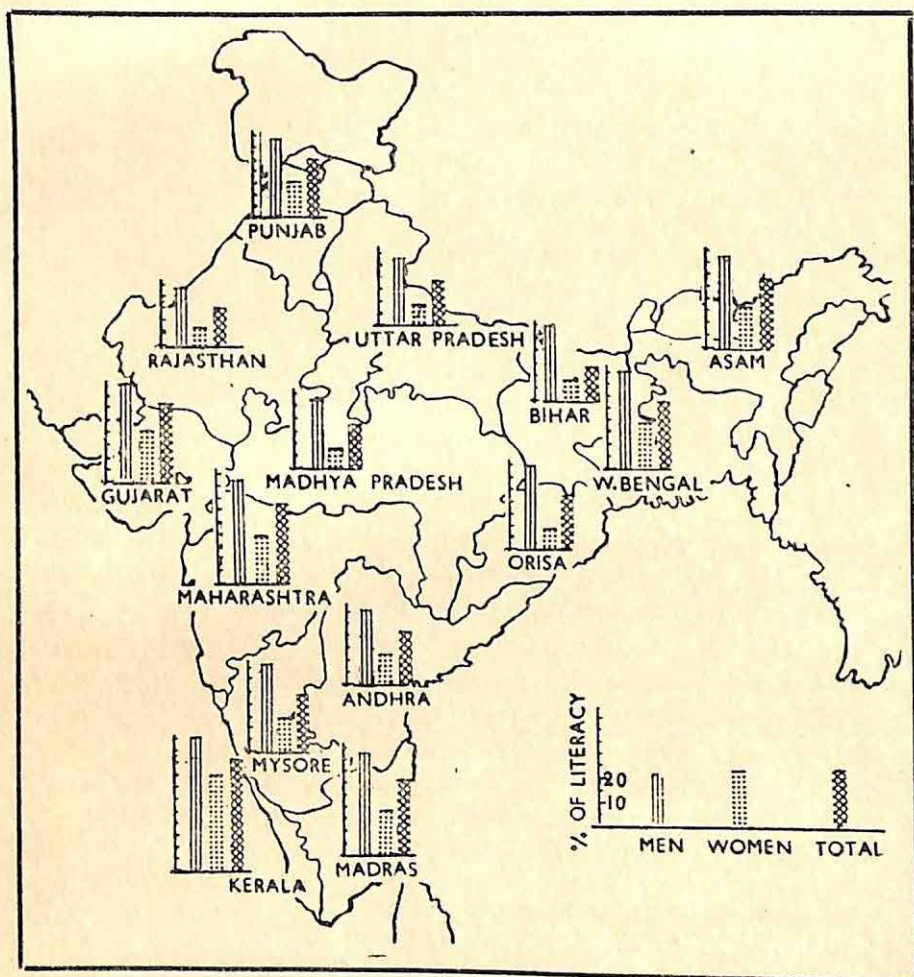 PUNJAB
UTTAR PRADESH
RAJASTHAN
ASAM
BIHAR
GUJARAT
MADHYA PRADESH
W.BENGAL
ORISA
MAHARASHTRA
ANDHRA
MYSORE
KERALA
MADRAS
% OF LITERACY
20
10
MEN WOMEN TOTAL